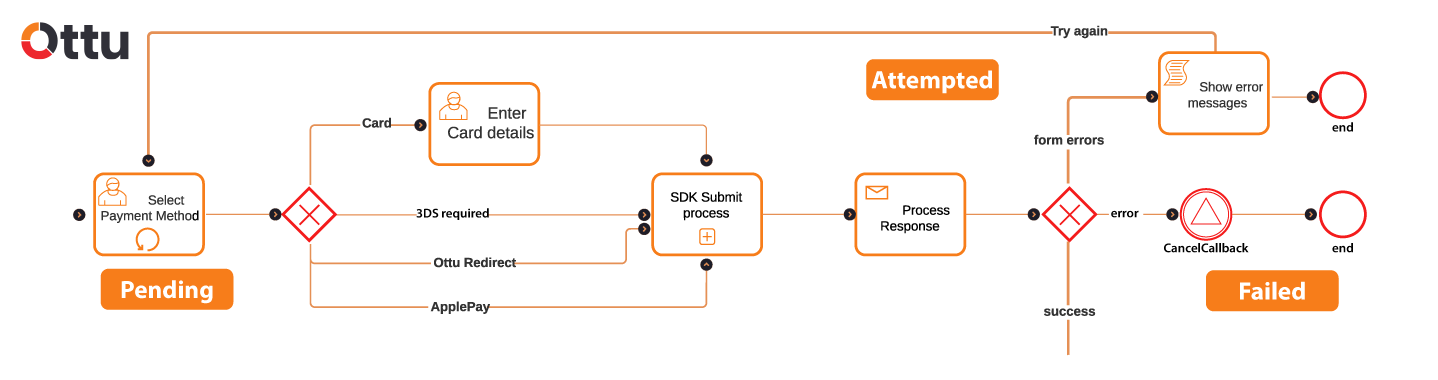 Ottu
Try again
Attempted
Show error
messages
end
Enter
Card details
Card
form errors
Select
Payment Method
3DS required
SDK Submit
process
Process
Response
error
CancelCallback
end
Ottu Redirect
Pending
Failed
ApplePay
success